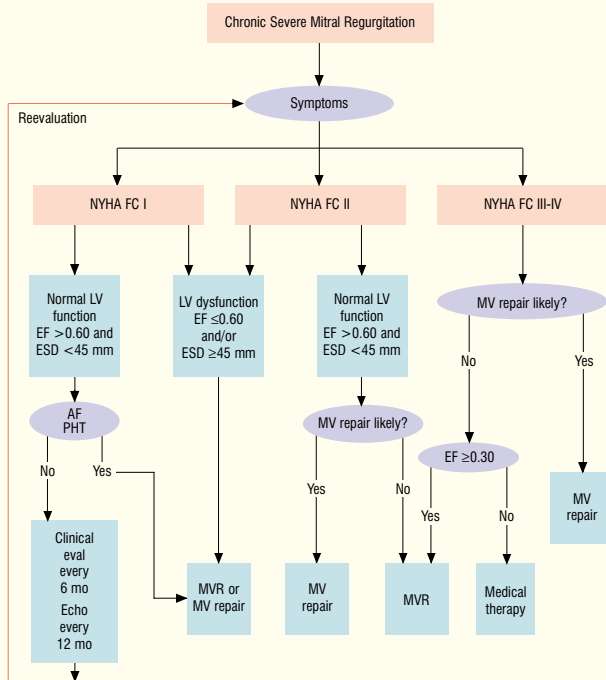 Chronic Severe Mitral Regurgitation
Reevaluation
Symptoms
NYHA FC I
NYHA FC II
NYHA FC III-IV
Normal LV
function
EF >0.60 and
ESD <45 mm
LV dysfunction
EF ≤0.60
and/or
ESD ≥45 mm
Normal LV
function
EF >0.60 and
ESD <45 mm
MV repair likely?
No
Yes
AF
PHT
MV repair likely?
EF ≥0.30
No
Yes
Yes
No
Yes
No
MV
repair
Clinical
eval
every
6 mo
Echo
every
12 mo
MVR or
MV repair
MV
repair
MVR
Medical
therapy